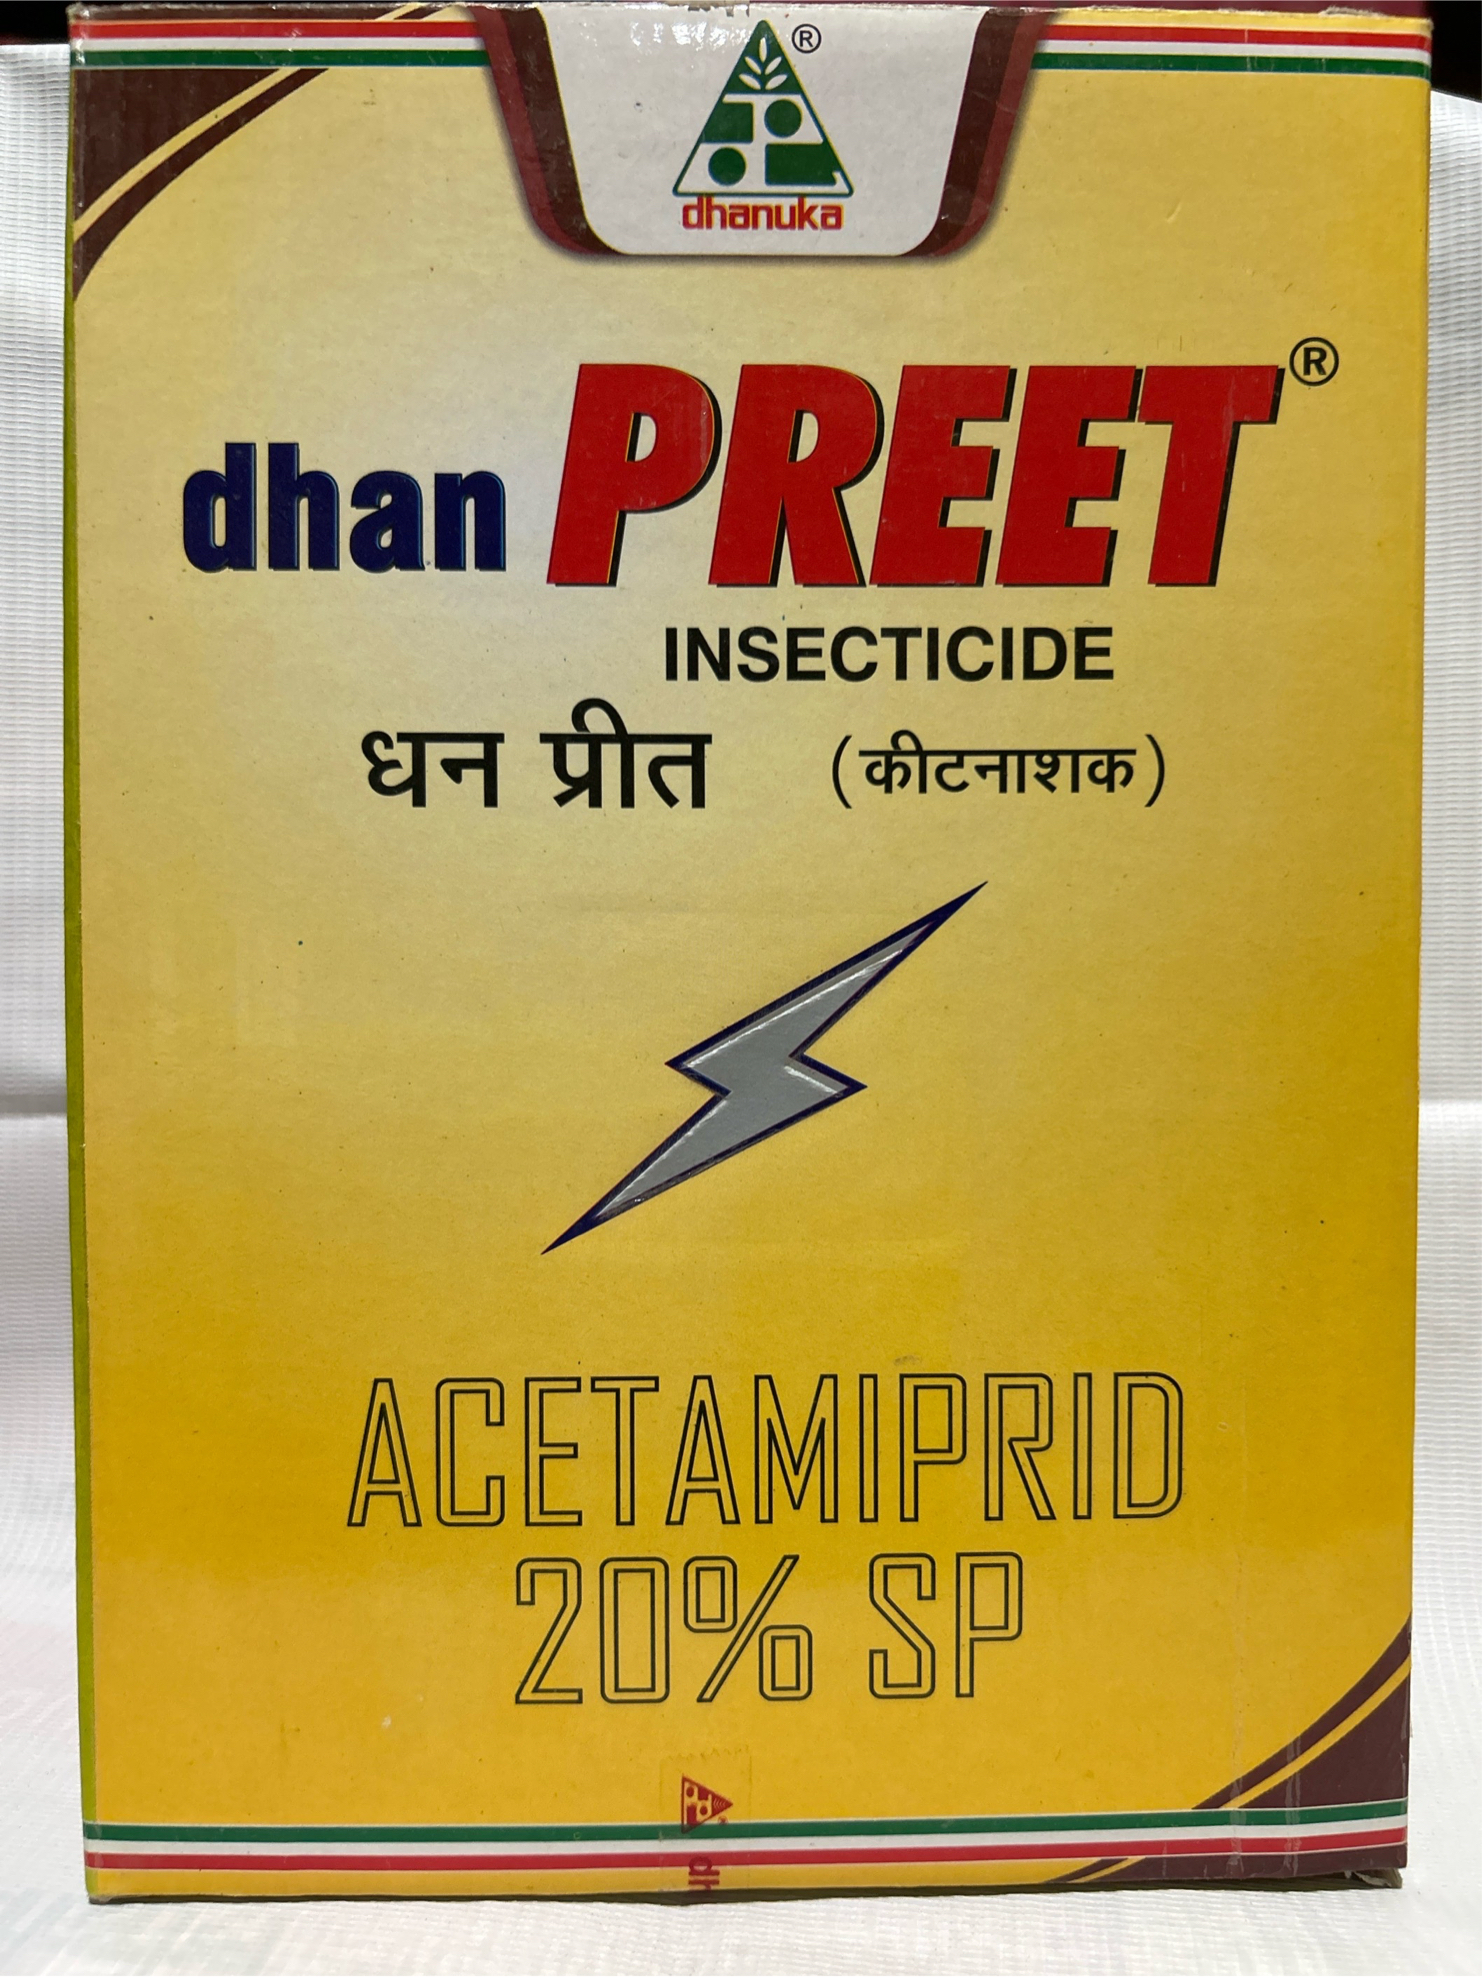 ®
dhanuka
dhan PREET®
INSECTICIDE
धन प्रीत (कीटनाशक)
ACETAMIPRID
20% SP